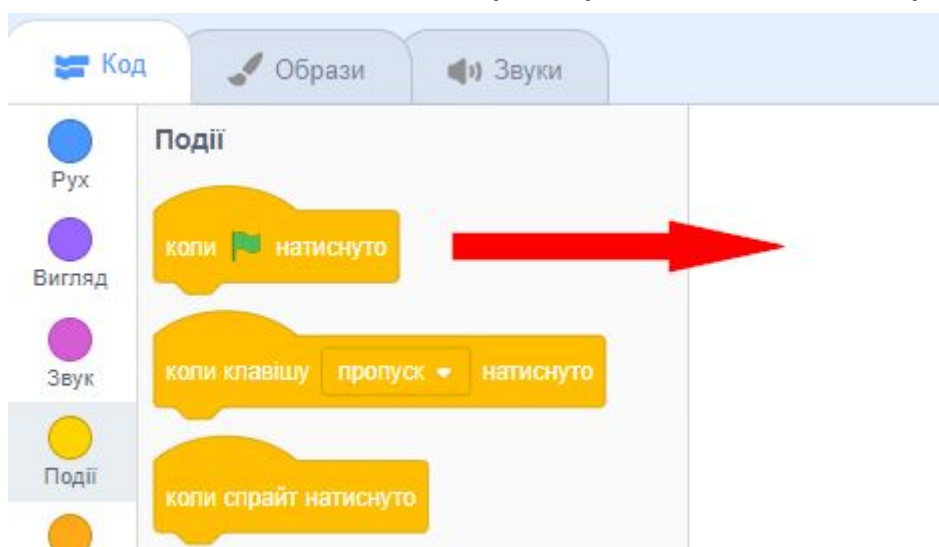 Код Образи Звуки
Рух
Вигляд
Звук
Події
Події
коли натиснуто
коли клавішу пропуск натиснуто
коли спрайт натиснуто